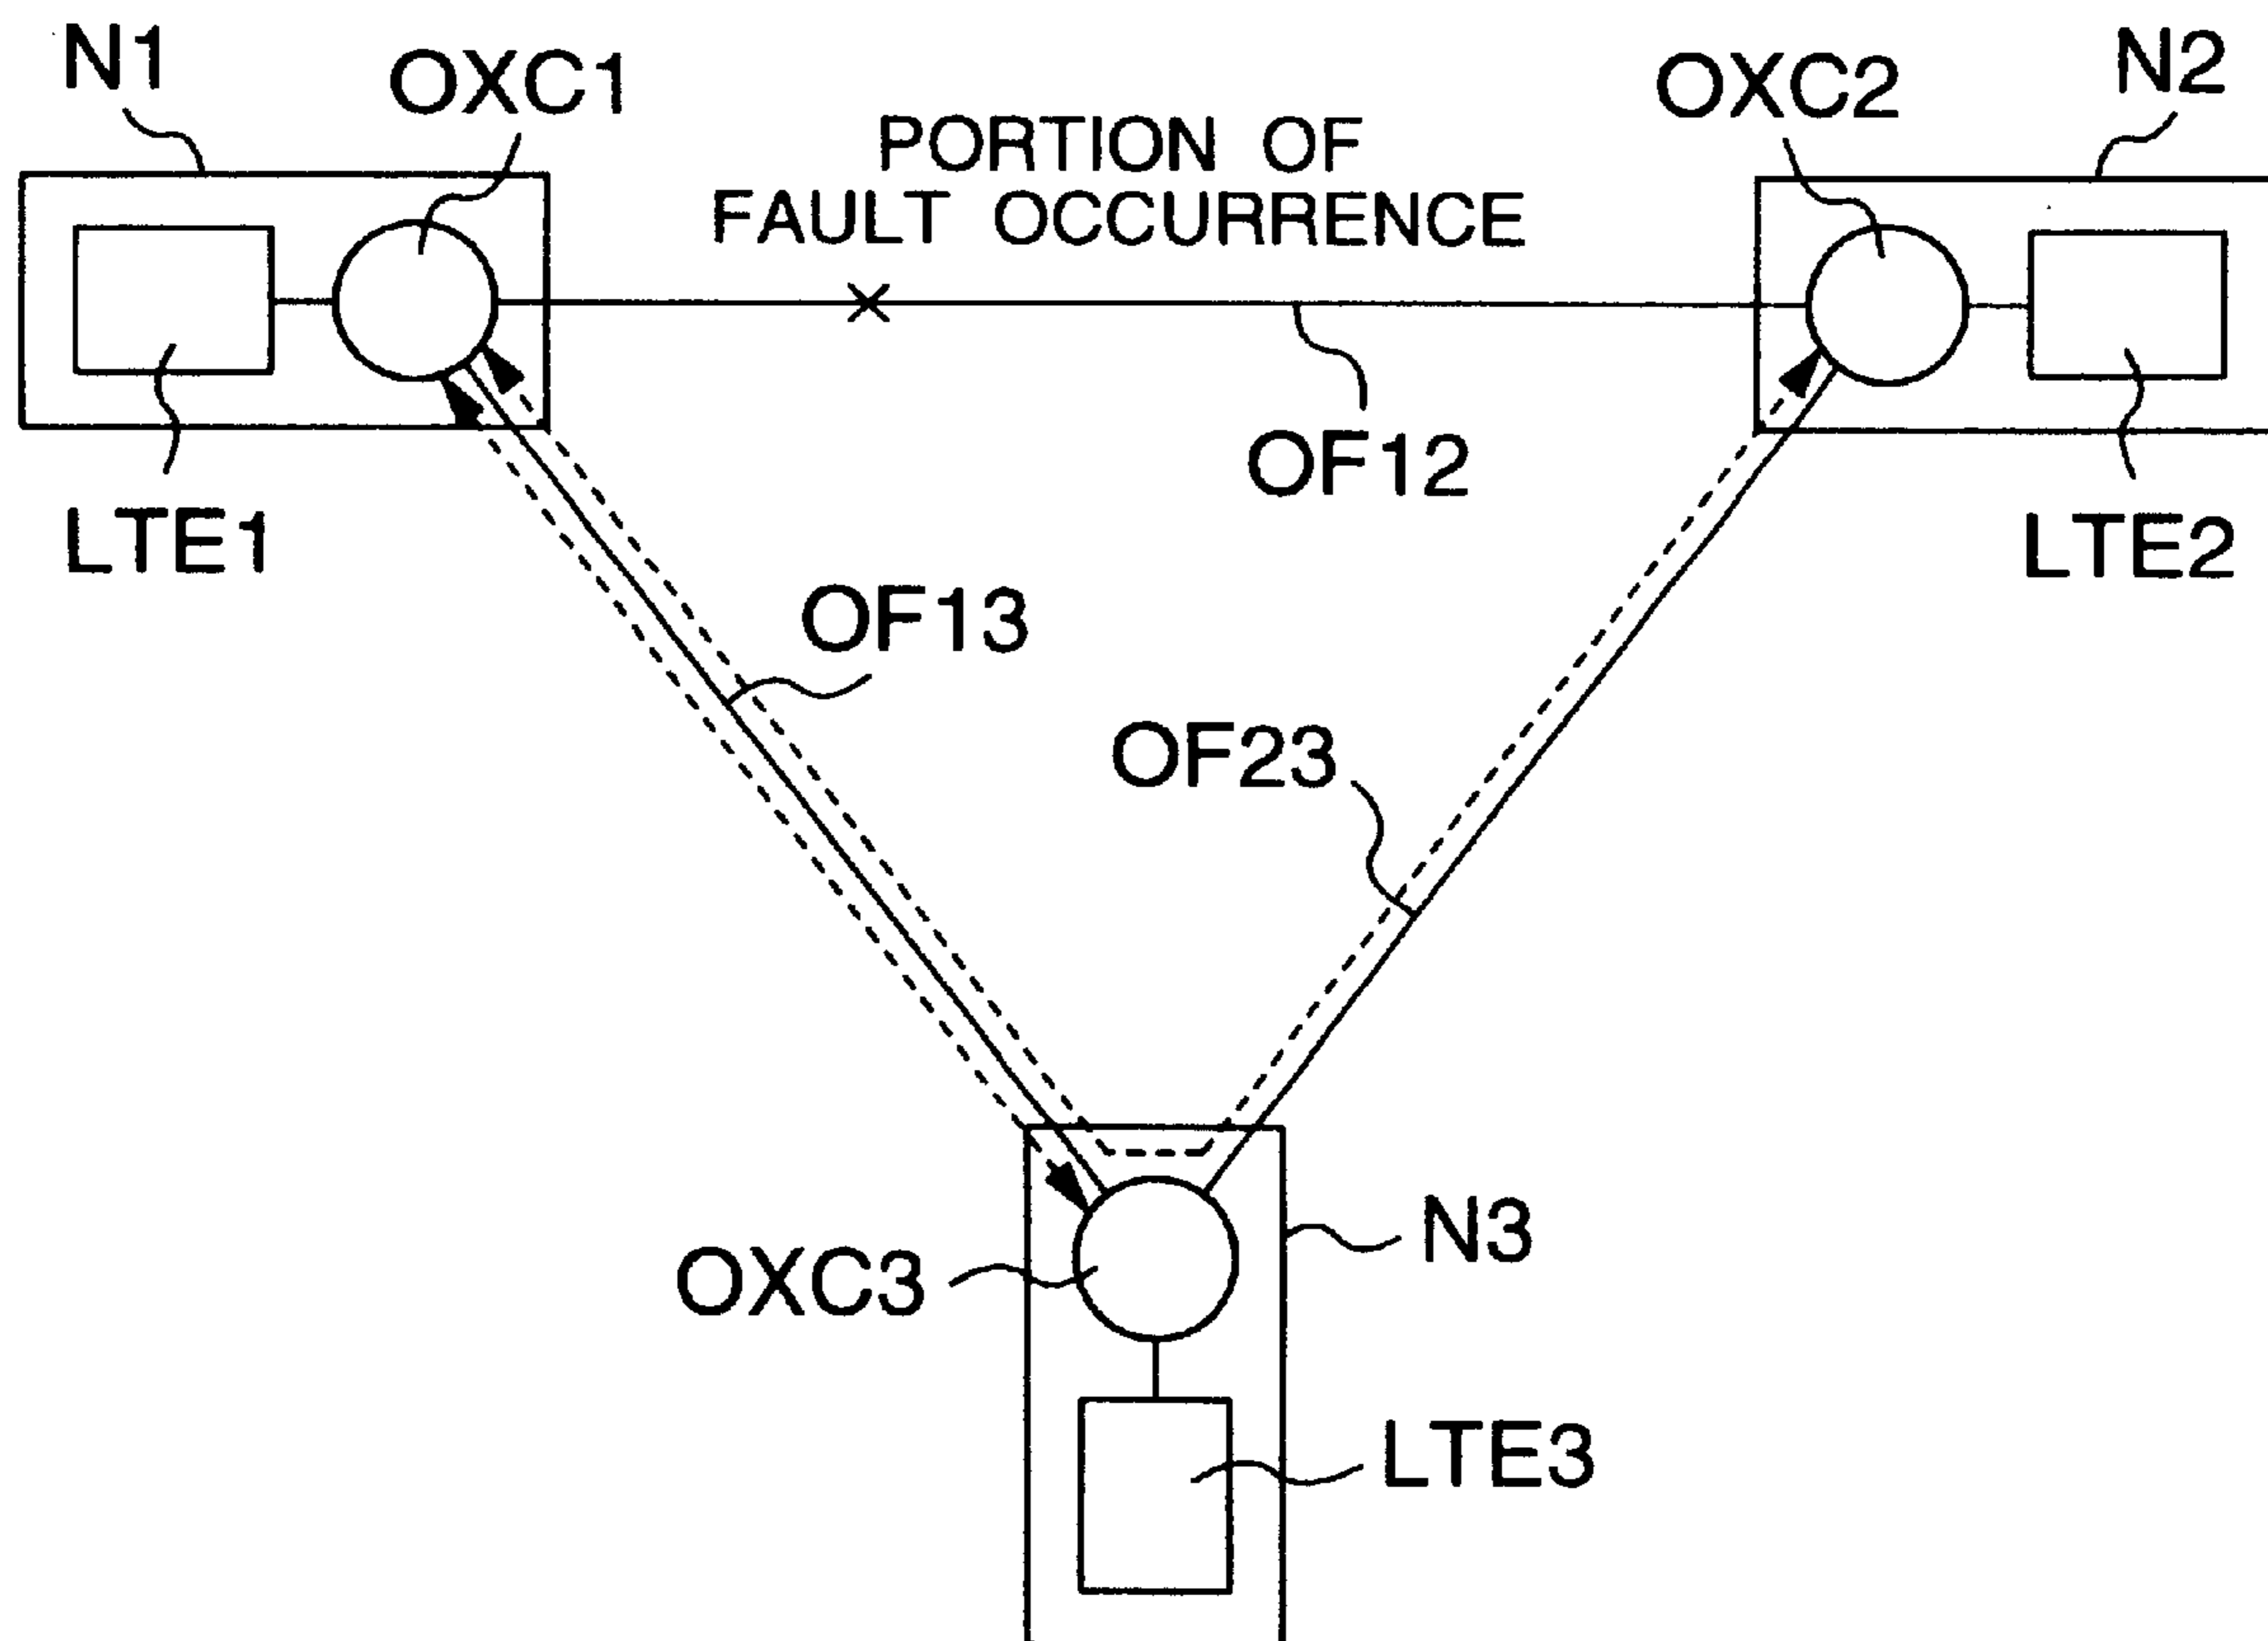 N1
OXC1
OXC2
N2
PORTION OF
FAULT OCCURRENCE
OF12
LTE1
LTE2
OF13
OF23
N3
OXC3
LTE3